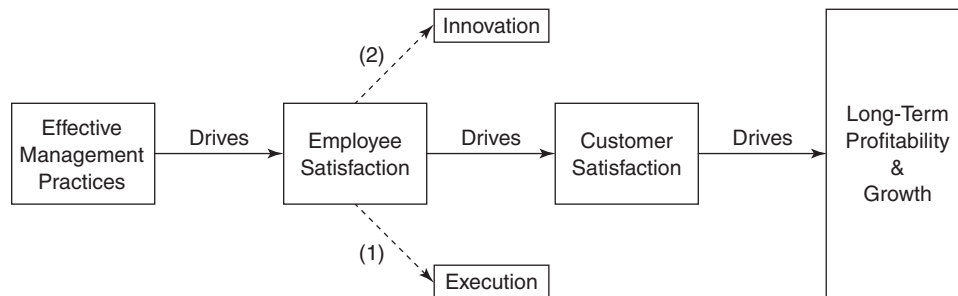 Innovation
(2)
Effective
Management
Practices
Drives
Employee
Satisfaction
Drives
Customer
Satisfaction
Drives
Long-Term
Profitability
&
Growth
(1)
Execution